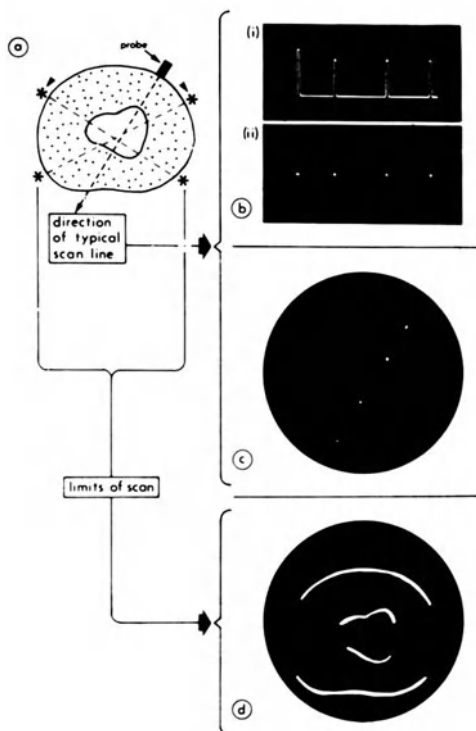 a
probe
direction
of typical
scan line
limits of scan
(i)
(ii)
b
c
d